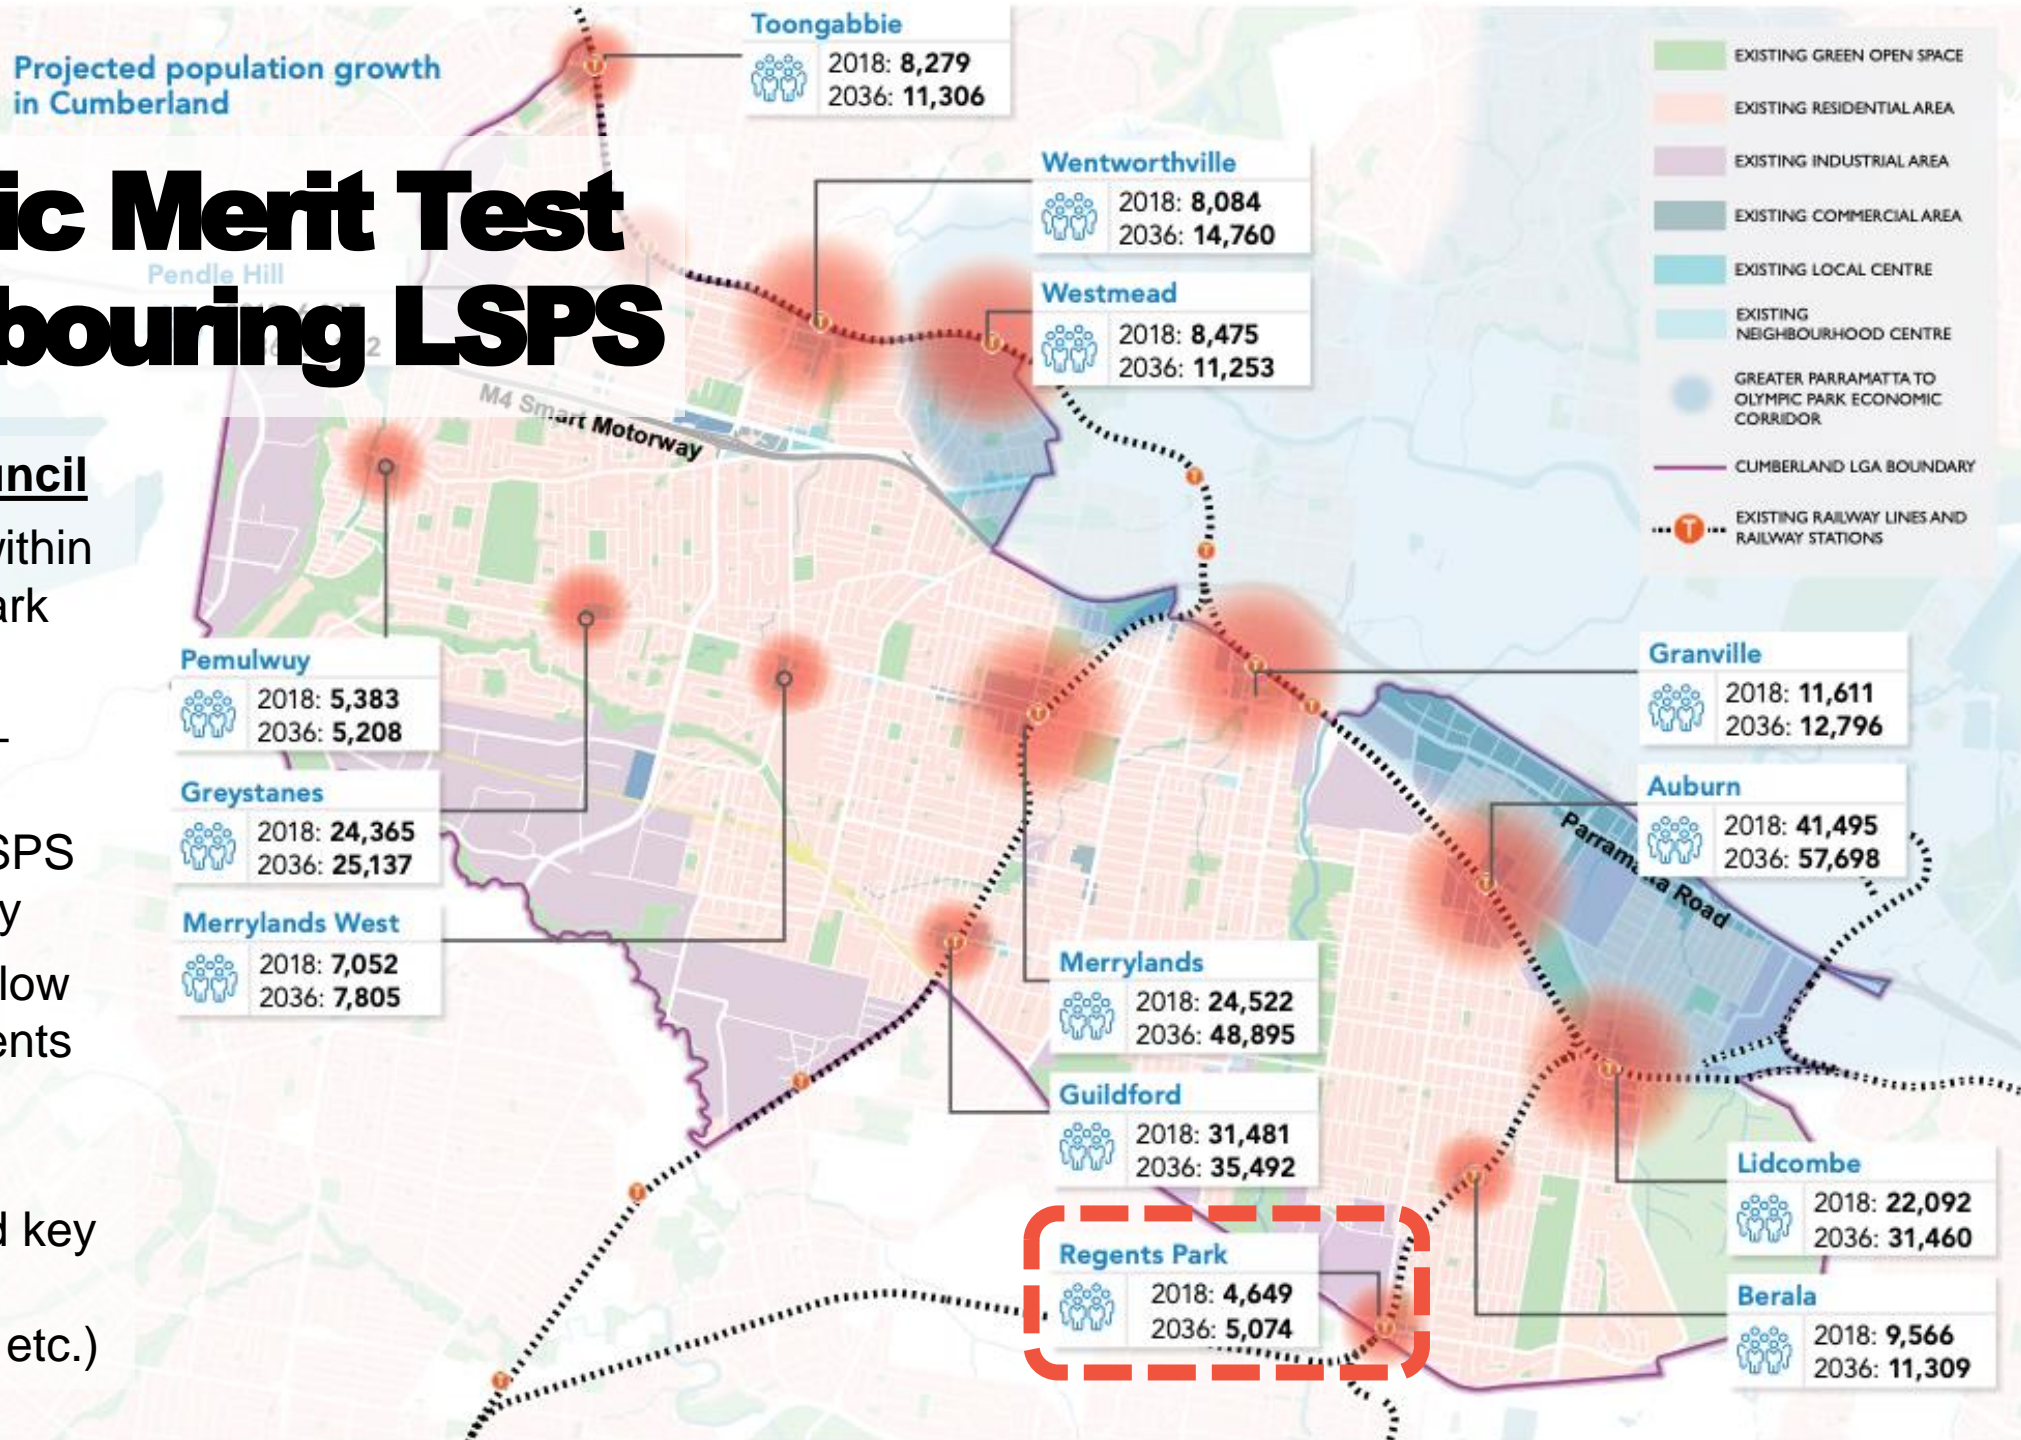 Projected population growth
in Cumberland
ic Merit Test
bouring LSPS
uncil
vithin
ark
SPS
y
low
ents
d key
etc.)
Toongabbie
2018: 8,279
2036: 11,306
Wentworthville
2018: 8,084
2036: 14,760
Westmead
2018: 8,475
2036: 11,253
Pendle Hill
M4 Smart Motorway
Pemulwuy
2018: 5,383
2036: 5,208
Greystanes
2018: 24,365
2036: 25,137
Merrylands West
2018: 7,052
2036: 7,805
Granville
2018: 11,611
2036: 12,796
Auburn
2018: 41,495
2036: 57,698
Parramatta Road
Merrylands
2018: 24,522
2036: 48,895
Guildford
2018: 31,481
2036: 35,492
Regents Park
2018: 4,649
2036: 5,074
Lidcombe
2018: 22,092
2036: 31,460
Berala
2018: 9,566
2036: 11,309
EXISTING GREEN OPEN SPACE
EXISTING RESIDENTIAL AREA
EXISTING INDUSTRIAL AREA
EXISTING COMMERCIAL AREA
EXISTING LOCAL CENTRE
EXISTING
NEIGHBOURHOOD CENTRE
GREATER PARRAMATTA TO
OLYMPIC PARK ECONOMIC
CORRIDOR
CUMBERLAND LGA BOUNDARY
EXISTING RAILWAY LINES AND
RAILWAY STATIONS